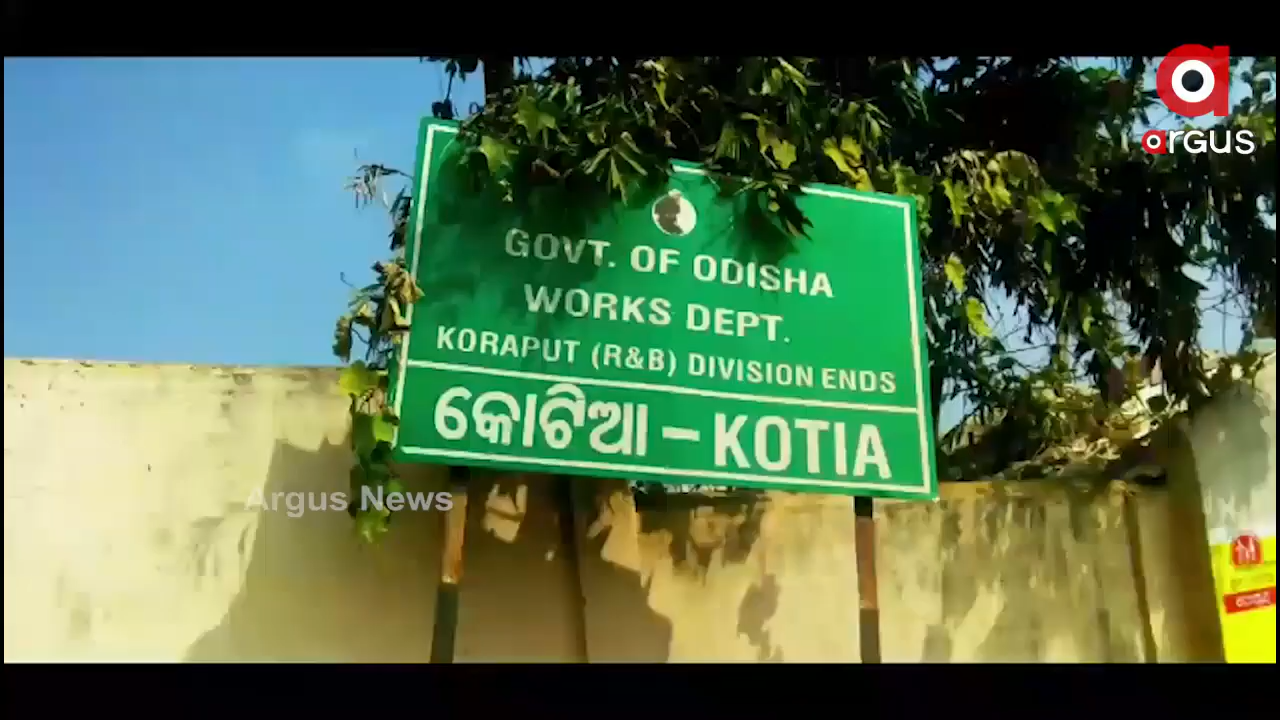 argus
GOVT. OF ODISHA
WORKS DEPT.
KORAPUT (R&B) DIVISION ENDS
କୋଟିଆ – KOTIA
Argus News